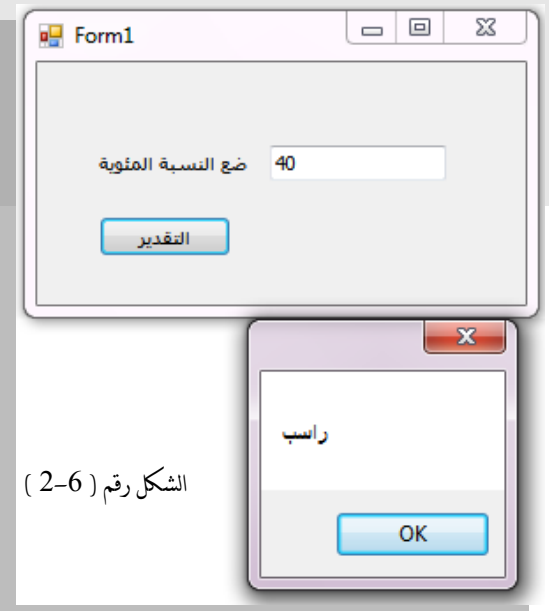 Form1
ضع النسبة المئوية 40
التقدير
راسب
OK
الشكل رقم ( 6-2 )